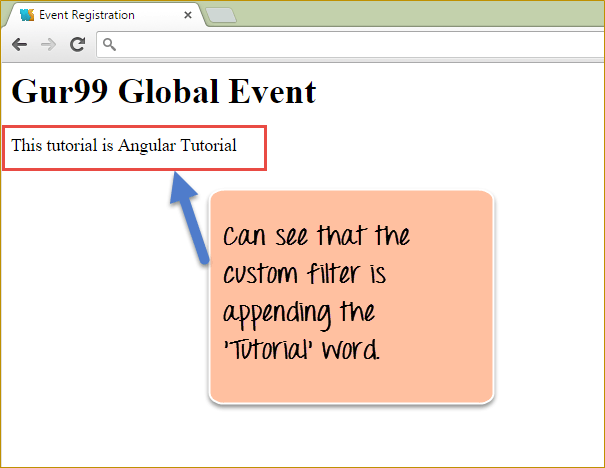 Event Registration
Gur99 Global Event
This tutorial is Angular Tutorial
Can see that the
custom filter is
appending the
'Tutorial' word.